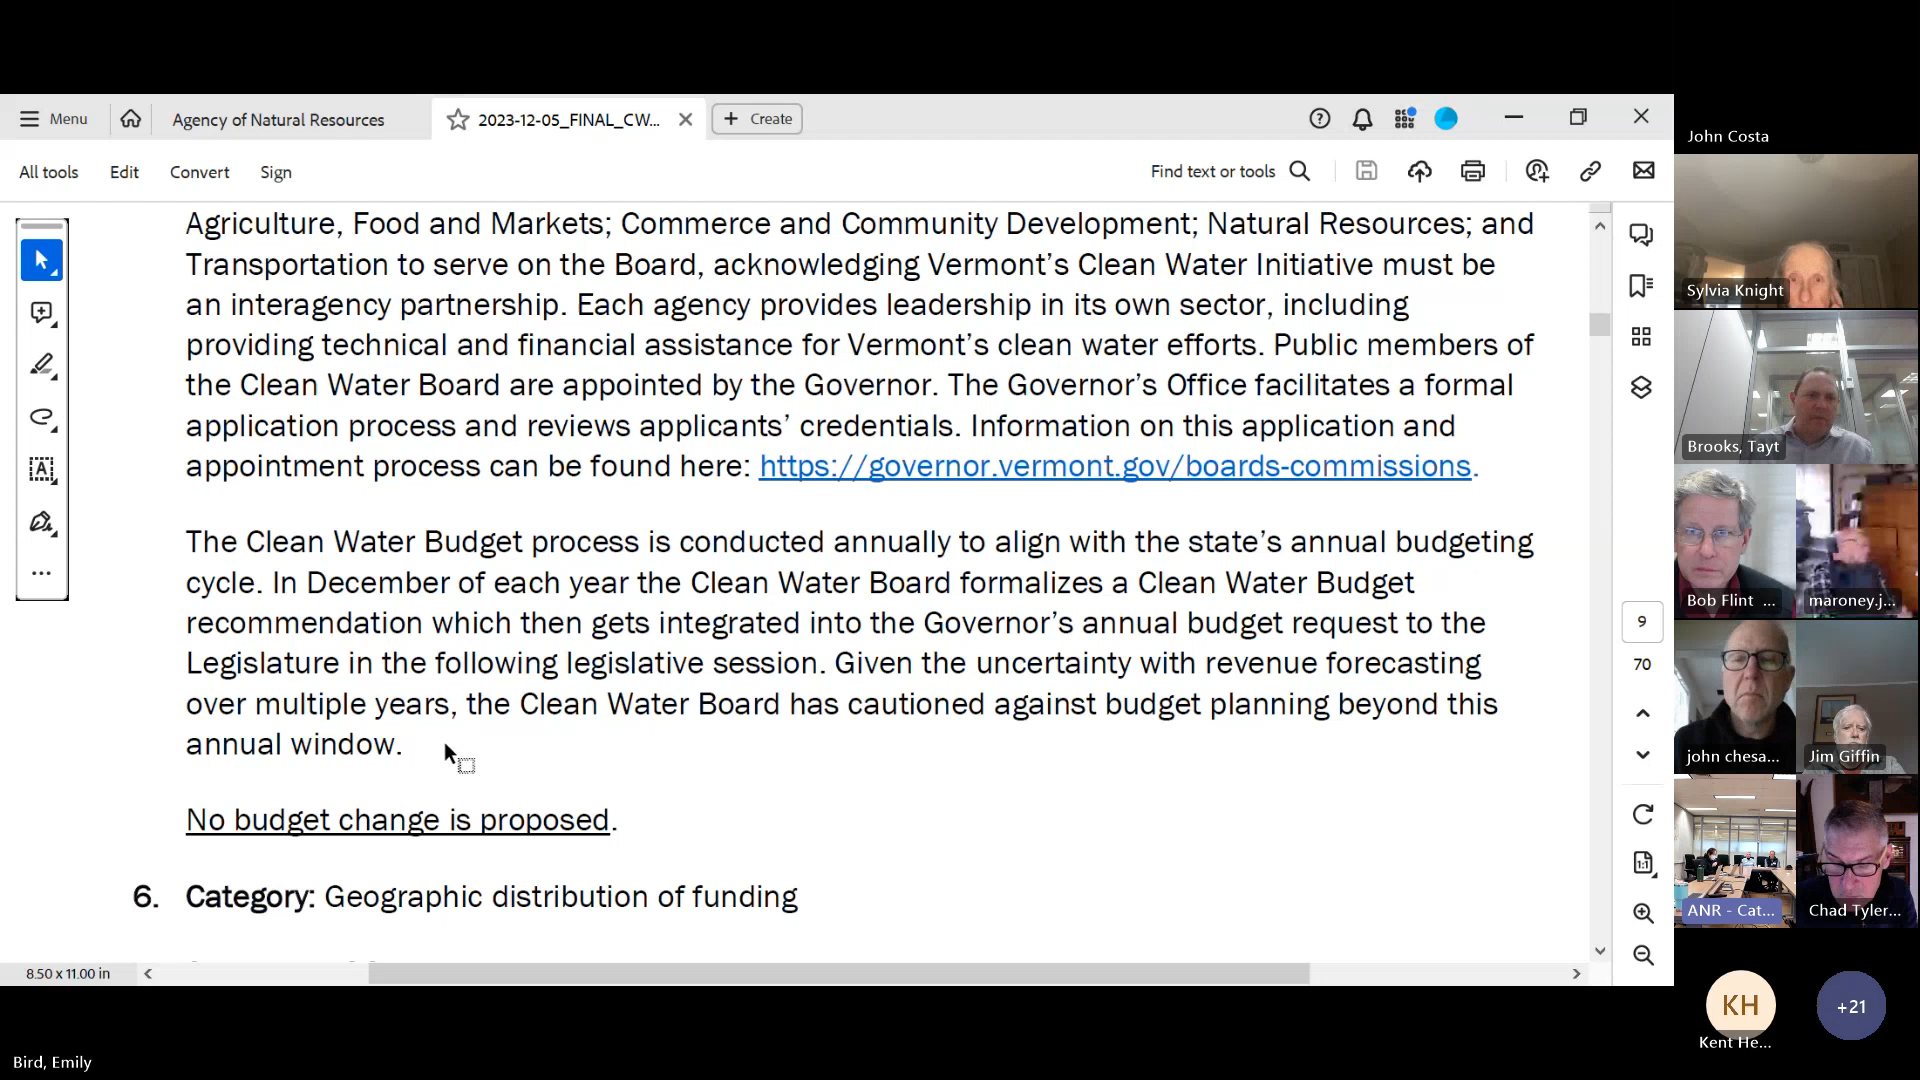 Menu
Agency of Natural Resources
2023-12-05_FINAL_CW...
Create
All tools
Edit
Convert
Sign
Find text or tools
Agriculture, Food and Markets; Commerce and Community Development; Natural Resources; and
Transportation to serve on the Board, acknowledging Vermont’s Clean Water Initiative must be
an interagency partnership. Each agency provides leadership in its own sector, including
providing technical and financial assistance for Vermont’s clean water efforts. Public members of
the Clean Water Board are appointed by the Governor. The Governor’s Office facilitates a formal
application process and reviews applicants’ credentials. Information on this application and
appointment process can be found here: https://governor.vermont.gov/boards-commissions.
The Clean Water Budget process is conducted annually to align with the state’s annual budgeting
cycle. In December of each year the Clean Water Board formalizes a Clean Water Budget
recommendation which then gets integrated into the Governor’s annual budget request to the
Legislature in the following legislative session. Given the uncertainty with revenue forecasting
over multiple years, the Clean Water Board has cautioned against budget planning beyond this
annual window.
No budget change is proposed.
6. Category: Geographic distribution of funding
8.50 x 11.00 in
9
70
1:1
John Costa
Sylvia Knight
Brooks, Tayt
Bob Flint ...
maroney.j...
john chesa...
Jim Giffin
ANR - Cat...
Chad Tyler...
KH
Kent He...
+21
Bird, Emily